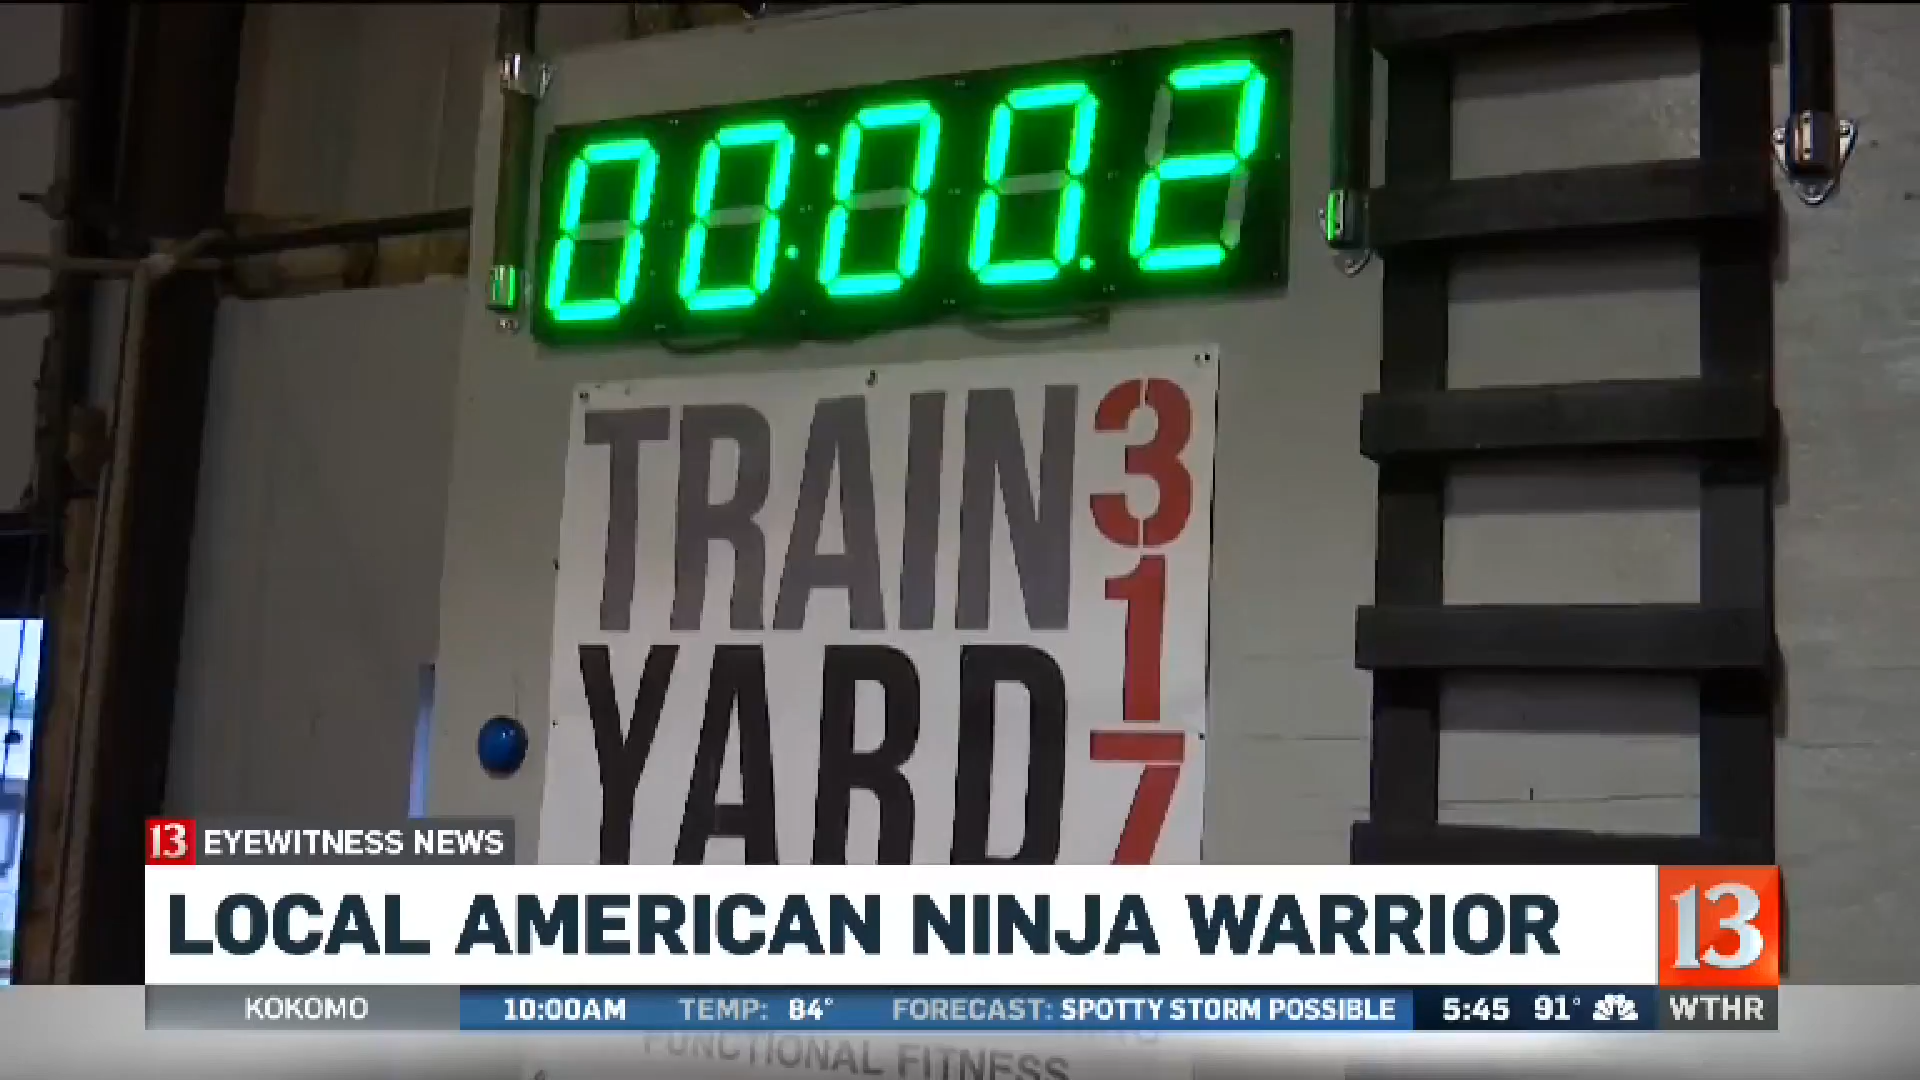 00:00.2
TRAIN
YARD
317
13 EYEWITNESS NEWS
LOCAL AMERICAN NINJA WARRIOR
13
KOKOMO 10:00AM TEMP: 84° FORECAST: SPOTTY STORM POSSIBLE 5:45 91° WTHR
FUNCTIONAL FITNESS